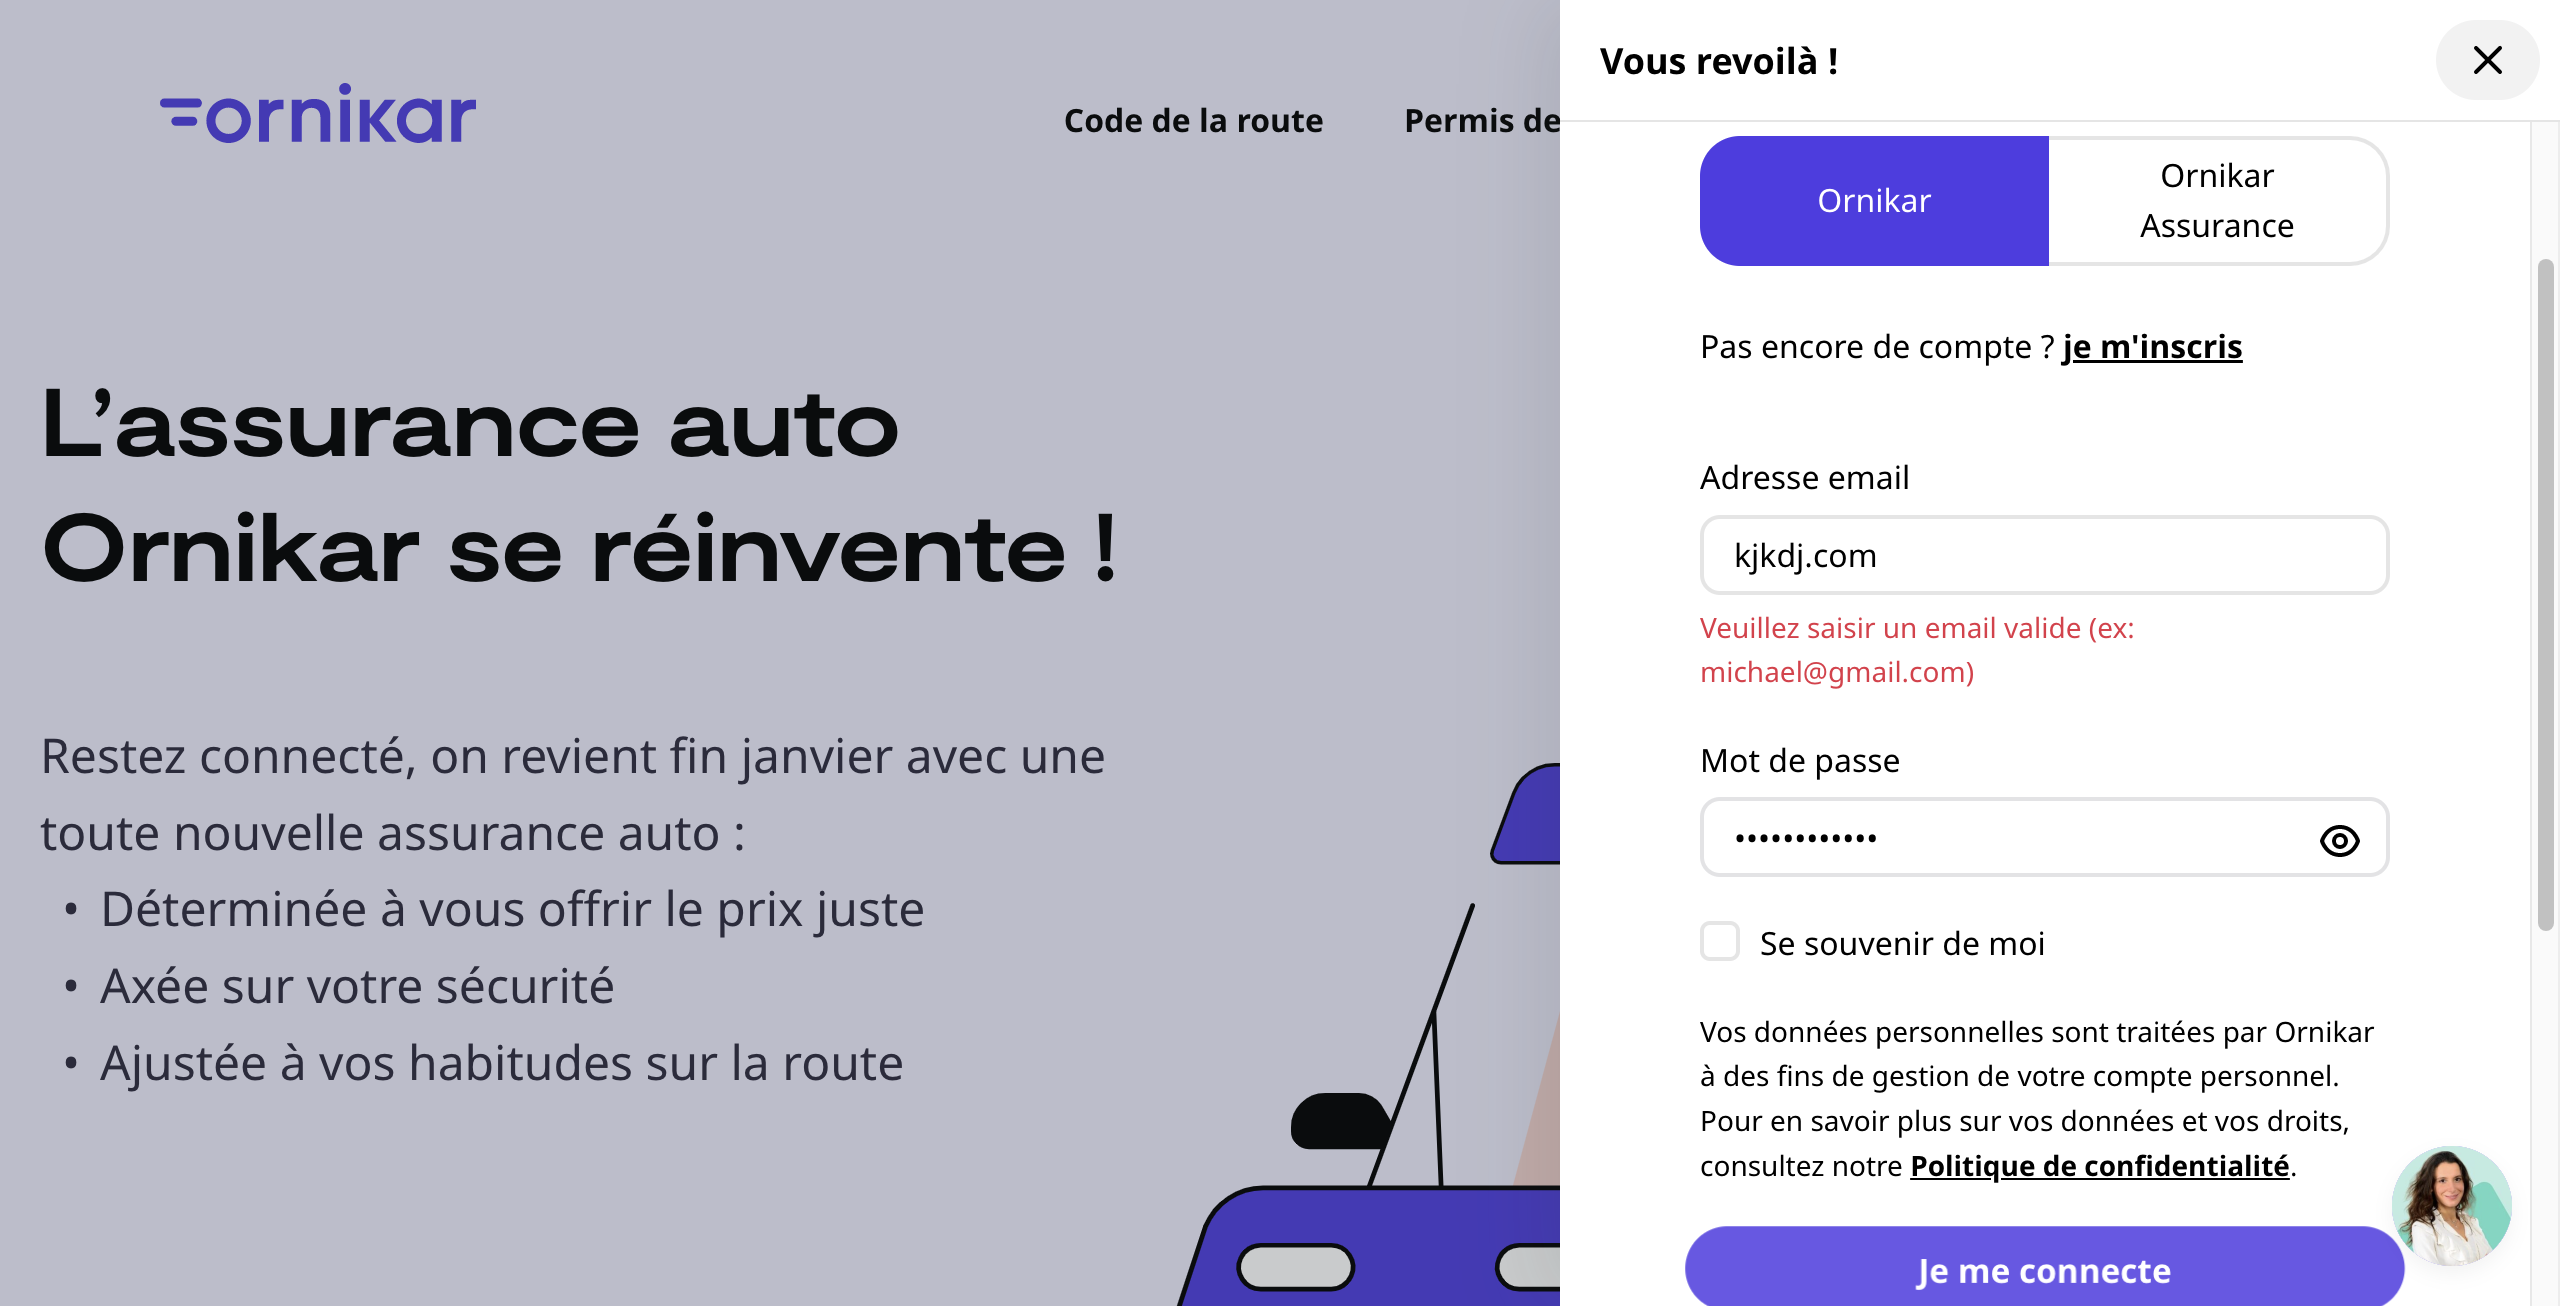 ornikar
Code de la route
Permis de
L’assurance auto
Ornikar se réinvente !
Restez connecté, on revient fin janvier avec une
toute nouvelle assurance auto :
• Déterminée à vous offrir le prix juste
• Axée sur votre sécurité
• Ajustée à vos habitudes sur la route
Vous revoilà !
Ornikar
Ornikar
Assurance
Pas encore de compte ? je m'inscris
Adresse email
kjkdj.com
Veuillez saisir un email valide (ex:
michael@gmail.com)
Mot de passe
••••••••••••
Se souvenir de moi
Vos données personnelles sont traitées par Ornikar
à des fins de gestion de votre compte personnel.
Pour en savoir plus sur vos données et vos droits,
consultez notre Politique de confidentialité.
Je me connecte